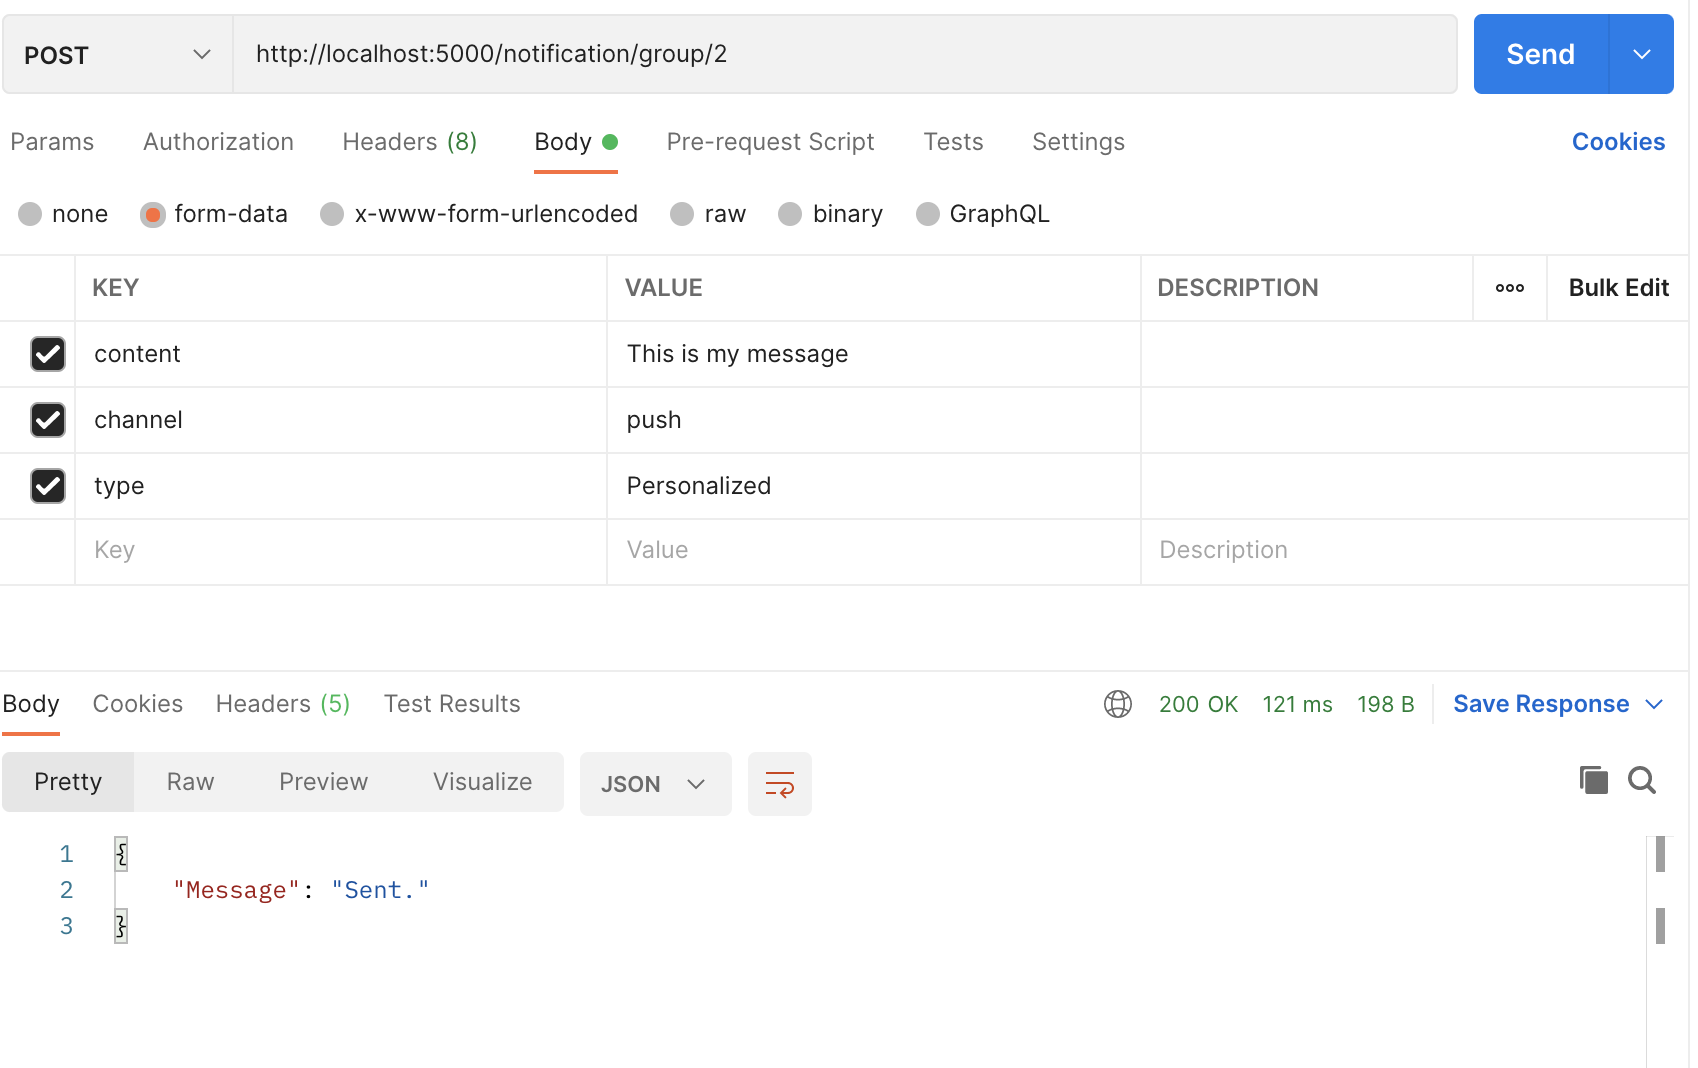 POST http://localhost:5000/notification/group/2 Send
Params Authorization Headers (8) Body Pre-request Script Tests Settings Cookies
none form-data x-www-form-urlencoded raw binary GraphQL
KEY VALUE DESCRIPTION ooo Bulk Edit
content This is my message
channel push
type Personalized
Key Value Description
Body Cookies Headers (5) Test Results 200 OK 121 ms 198 B Save Response
Pretty Raw Preview Visualize JSON
1 {
2 "Message": "Sent."
3 }